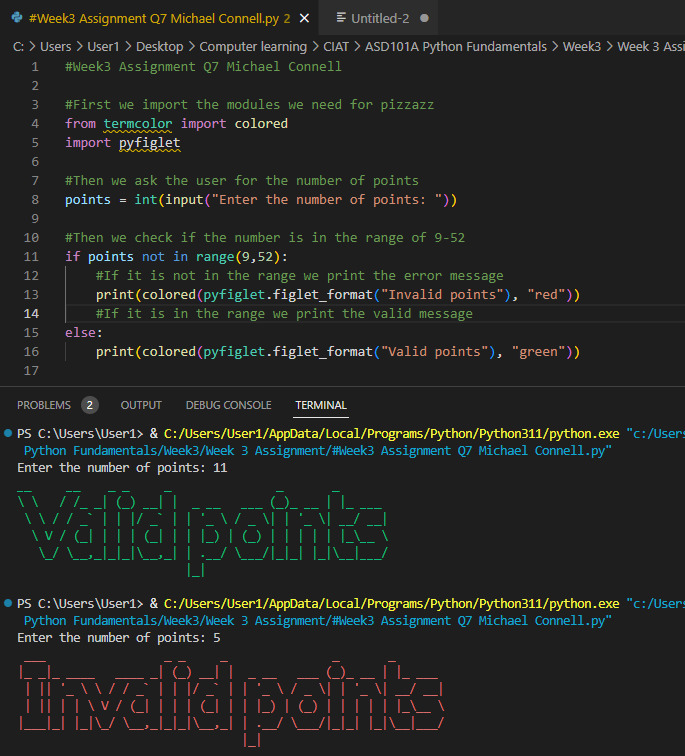 #Week3 Assignment Q7 Michael Connell.py 2 ×
Untitled-2 ●
C: > Users > User1 > Desktop > Computer learning > CIAT > ASD101A Python Fundamentals > Week3 > Week 3 Assi
1 #Week3 Assignment Q7 Michael Connell
2
3 #First we import the modules we need for pizzazz
4 from termcolor import colored
5 import pyfiglet
6
7 #Then we ask the user for the number of points
8 points = int(input("Enter the number of points: "))
9
10 #Then we check if the number is in the range of 9-52
11 if points not in range(9,52):
12 #If it is not in the range we print the error message
13 print(colored(pyfiglet.figlet_format("Invalid points"), "red"))
14 #If it is in the range we print the valid message
15 else:
16 print(colored(pyfiglet.figlet_format("Valid points"), "green"))
17
PROBLEMS 2 OUTPUT DEBUG CONSOLE TERMINAL
PS C:\Users\User1> & C:/Users/User1/AppData/Local/Programs/Python/Python311/python.exe "c:/Users
Python Fundamentals/Week3/Week 3 Assignment/#Week3 Assignment Q7 Michael Connell.py"
Enter the number of points: 11
Valid points
PS C:\Users\User1> & C:/Users/User1/AppData/Local/Programs/Python/Python311/python.exe "c:/Users
Python Fundamentals/Week3/Week 3 Assignment/#Week3 Assignment Q7 Michael Connell.py"
Enter the number of points: 5
Invalid points